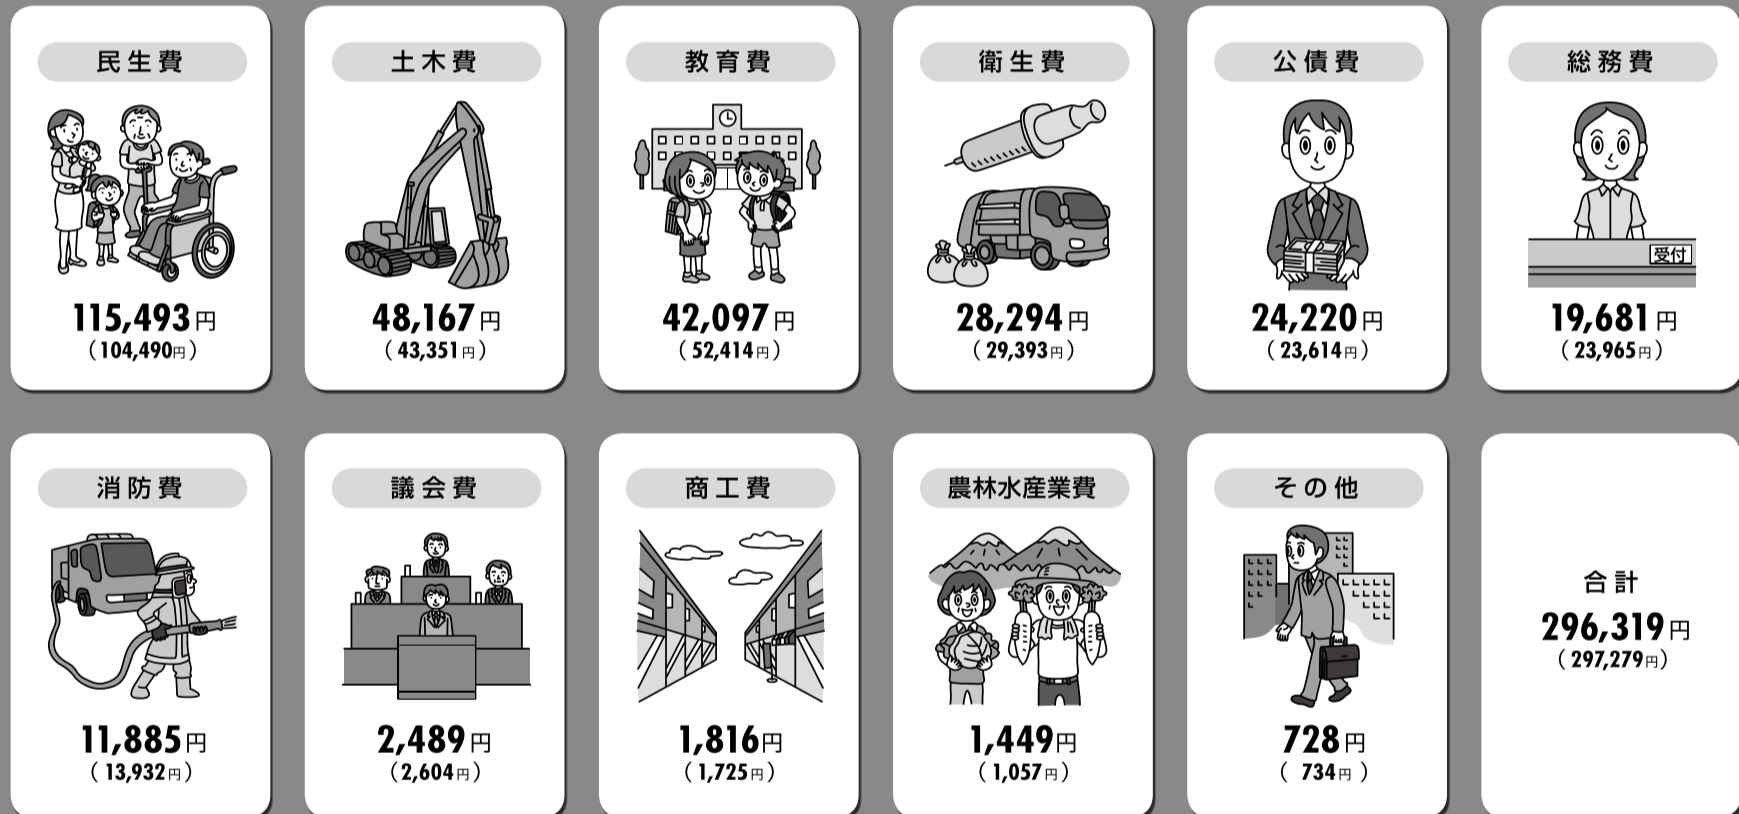 民生費
115,493円
（104,490円）
土木費
48,167円
（43,351円）
教育費
42,097円
（52,414円）
衛生費
28,294円
（29,393円）
公債費
24,220円
（23,614円）
総務費
受付
19,681円
（23,965円）
消防費
11,885円
（13,932円）
議会費
2,489円
（2,604円）
商工費
1,816円
（1,725円）
農林水産業費
1,449円
（1,057円）
その他
728円
（ 734円 ）
合計
296,319円
（297,279円）